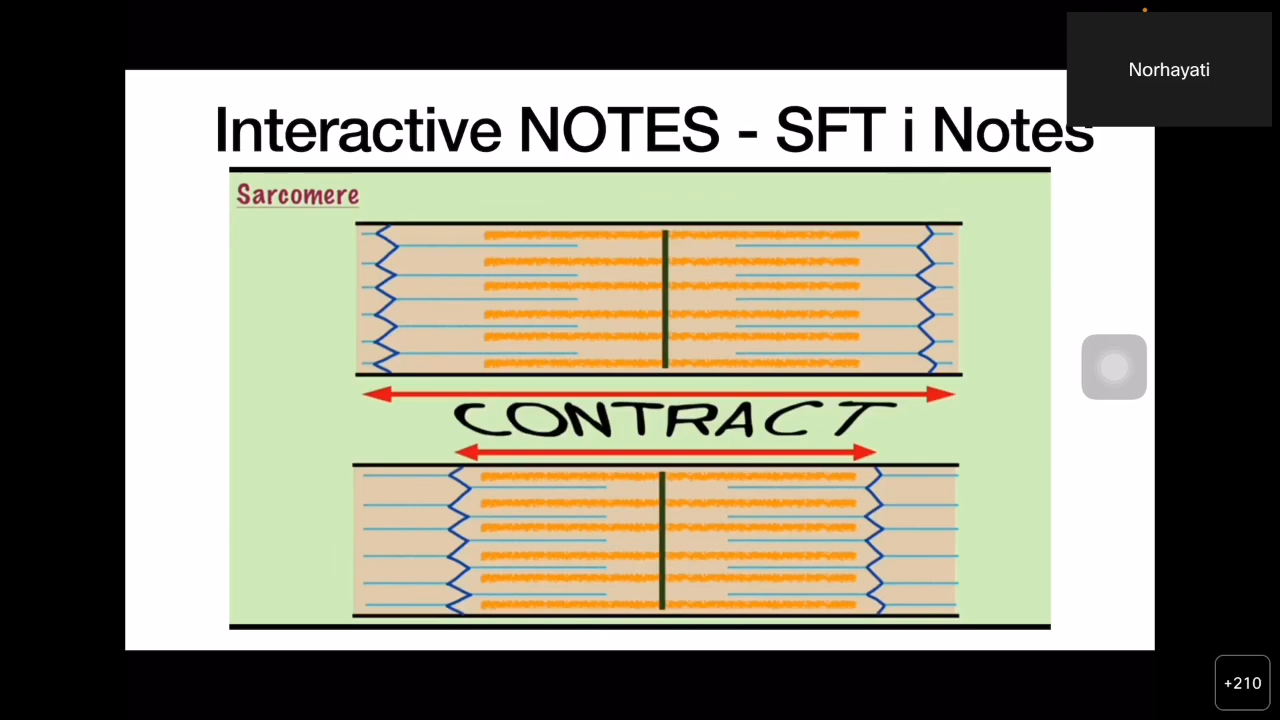 Norhayati
Interactive NOTES - SFT i Notes
Sarcomere
CONTRACT
+210